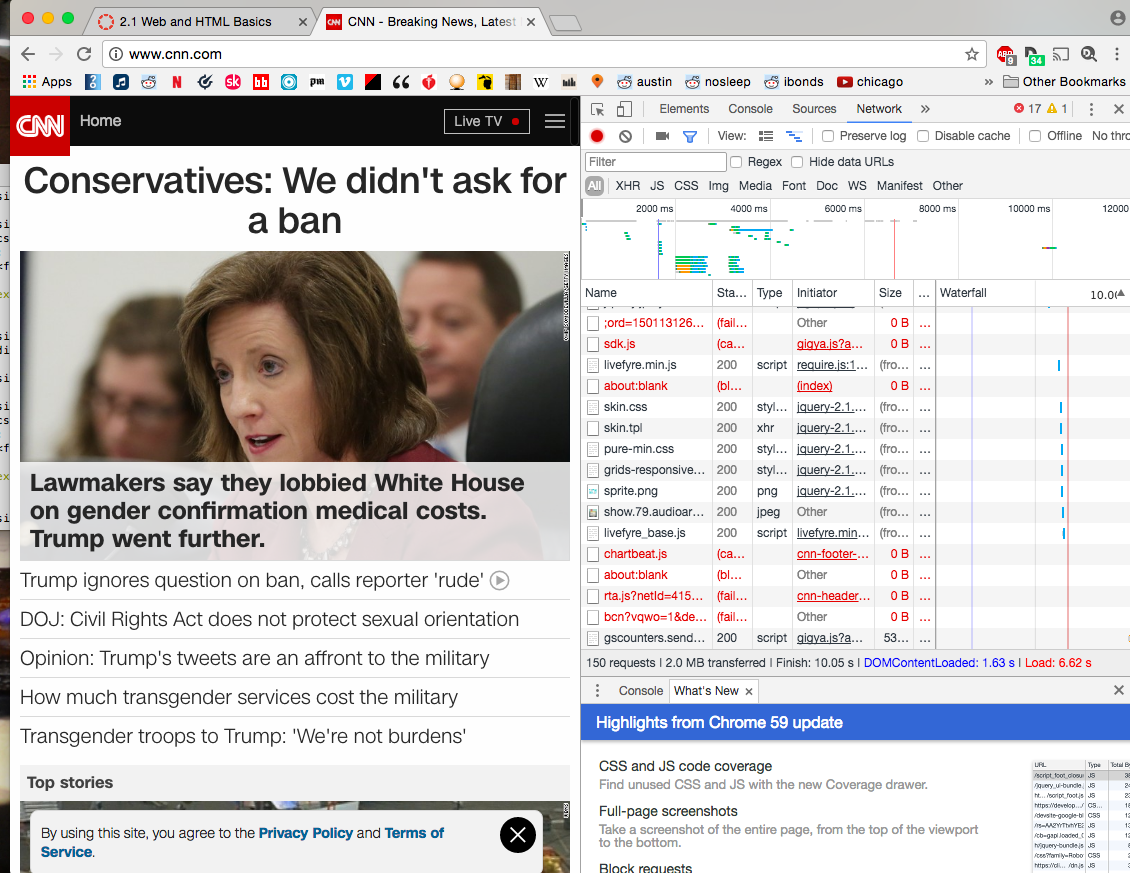 2.1 Web and HTML Basics
CNN - Breaking News, Latest
www.cnn.com
ABP 9
34
Apps
sk
bb
pm
W
austin
nosleep
ibonds
chicago
»
Other Bookmarks
CNN
Home
Live TV
Conservatives: We didn't ask for
a ban
Lawmakers say they lobbied White House
on gender confirmation medical costs.
Trump went further.
Trump ignores question on ban, calls reporter 'rude'
DOJ: Civil Rights Act does not protect sexual orientation
Opinion: Trump's tweets are an affront to the military
How much transgender services cost the military
Transgender troops to Trump: 'We're not burdens'
Top stories
By using this site, you agree to the Privacy Policy and Terms of
Service.
Elements Console Sources Network » 17 1
View: Preserve log Disable cache Offline No thro
Filter Regex Hide data URLs
All XHR JS CSS Img Media Font Doc WS Manifest Other
2000 ms 4000 ms 6000 ms 8000 ms 10000 ms 12000
Name Sta... Type Initiator Size ... Waterfall 10.0
;ord=150113126... (fail... Other 0 B ...
sdk.js (ca... gigya.js?a... 0 B ...
livefyre.min.js 200 script require.js:1... (fro... ...
about:blank (bl... (index) 0 B ...
skin.css 200 styl... jquery-2.1.... (fro... ...
skin.tpl 200 xhr jquery-2.1.... (fro... ...
pure-min.css 200 styl... jquery-2.1.... (fro... ...
grids-responsive... 200 styl... jquery-2.1.... (fro... ...
sprite.png 200 png jquery-2.1.... (fro... ...
show.79.audioar... 200 jpeg Other (fro... ...
livefyre_base.js 200 script livefyre.min... (fro... ...
chartbeat.js (ca... cnn-footer-... 0 B ...
about:blank (bl... Other 0 B ...
rta.js?netId=415... (fail... cnn-header... 0 B ...
bcn?vqwo=1&de... (fail... Other 0 B ...
gscounters.send... 200 script gigya.js?a... 53... ...
150 requests | 2.0 MB transferred | Finish: 10.05 s | DOMContentLoaded: 1.63 s | Load: 6.62 s
Console What's New
Highlights from Chrome 59 update
CSS and JS code coverage
Find unused CSS and JS with the new Coverage drawer.
Full-page screenshots
Take a screenshot of the entire page, from the top of the viewport
to the bottom.
Block requests
URL Type Total B